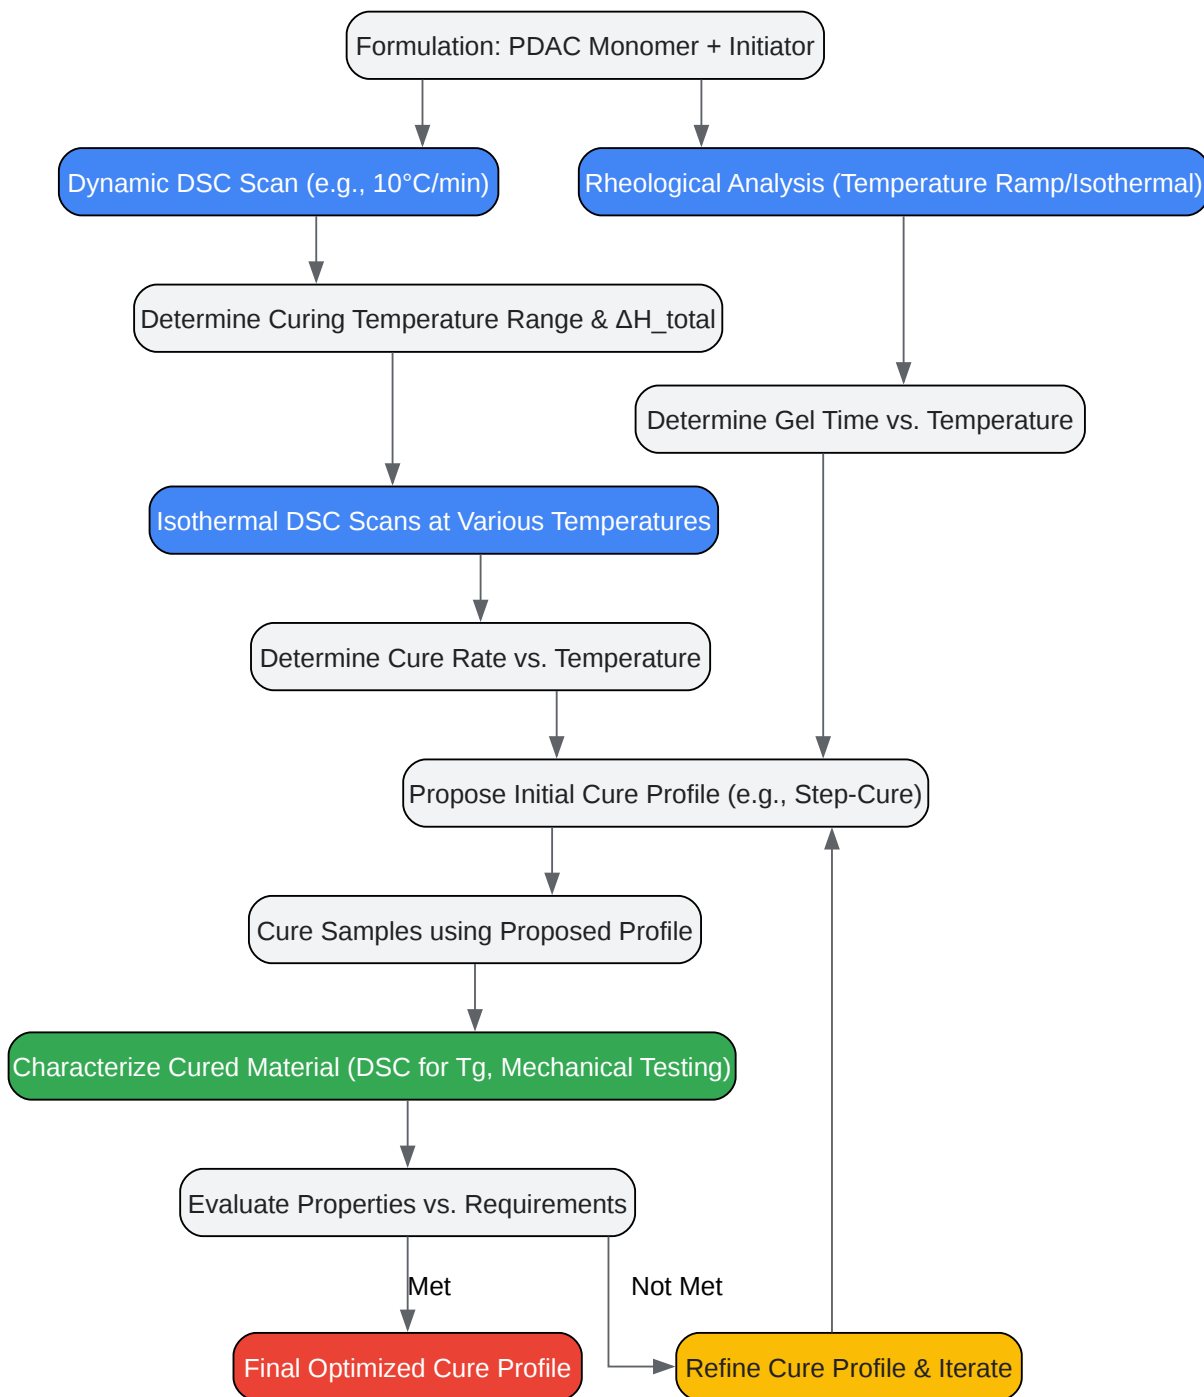 Formulation: PDAC Monomer + Initiator
Dynamic DSC Scan (e.g., 10°C/min)
Rheological Analysis (Temperature Ramp/Isothermal)
Determine Curing Temperature Range & ΔH_total
Determine Gel Time vs. Temperature
Isothermal DSC Scans at Various Temperatures
Determine Cure Rate vs. Temperature
Propose Initial Cure Profile (e.g., Step-Cure)
Cure Samples using Proposed Profile
Characterize Cured Material (DSC for Tg, Mechanical Testing)
Evaluate Properties vs. Requirements
Met
Not Met
Final Optimized Cure Profile
Refine Cure Profile & Iterate